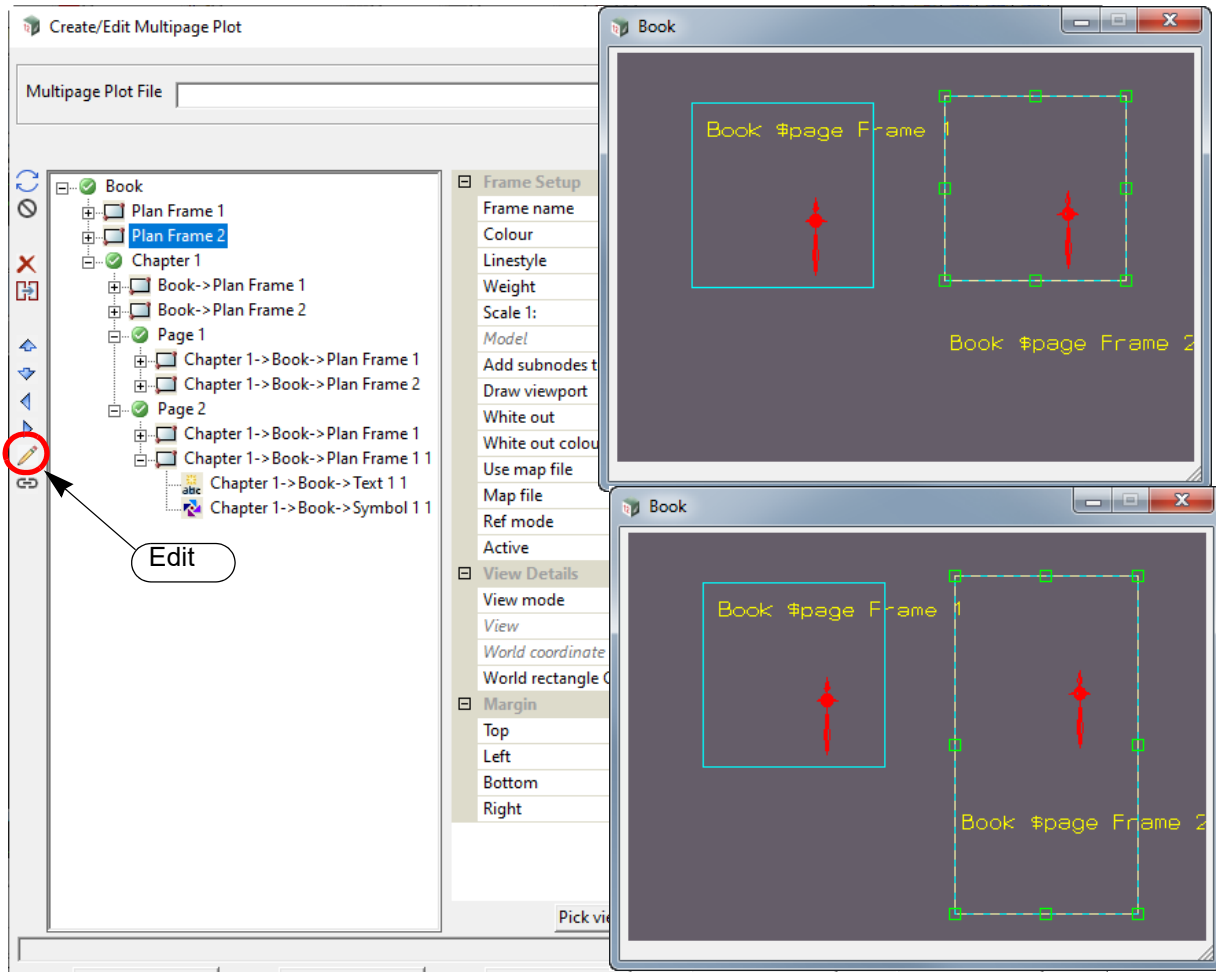 Create/Edit Multipage Plot
Multipage Plot File
Book
Plan Frame 1
Plan Frame 2
Chapter 1
Book->Plan Frame 1
Book->Plan Frame 2
Page 1
Chapter 1->Book->Plan Frame 1
Chapter 1->Book->Plan Frame 2
Page 2
Chapter 1->Book->Plan Frame 1
Chapter 1->Book->Plan Frame 1 1
abc
Chapter 1->Book->Text 1 1
Chapter 1->Book->Symbol 1 1
Edit
Frame Setup
Frame name
Colour
Linestyle
Weight
Scale 1:
Model
Add subnodes t
Draw viewport
White out
White out colou
Use map file
Map file
Ref mode
Active
View Details
View mode
View
World coordinate
World rectangle
Margin
Top
Left
Bottom
Right
Pick vie
Book
Book $page Frame 1
Book $page Frame 2
Book
Book $page Frame 1
Book $page Frame 2